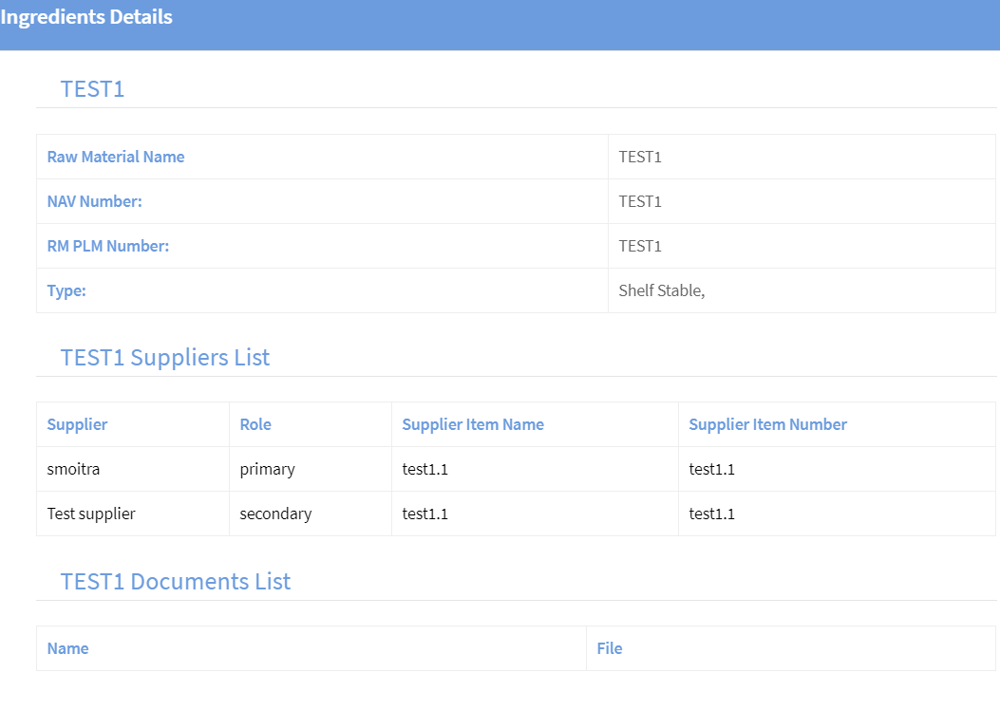 Ingredients Details
TEST1
Raw Material Name TEST1
NAV Number: TEST1
RM PLM Number: TEST1
Type: Shelf Stable,
TEST1 Suppliers List
Supplier Role Supplier Item Name Supplier Item Number
smoitra primary test1.1 test1.1
Test supplier secondary test1.1 test1.1
TEST1 Documents List
Name File